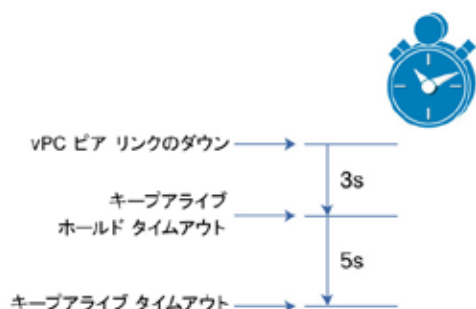 vPC ピア リンクのダウン
3s
キープアライブ
ホールド タイムアウト
5s
キープアライブ タイムアウト